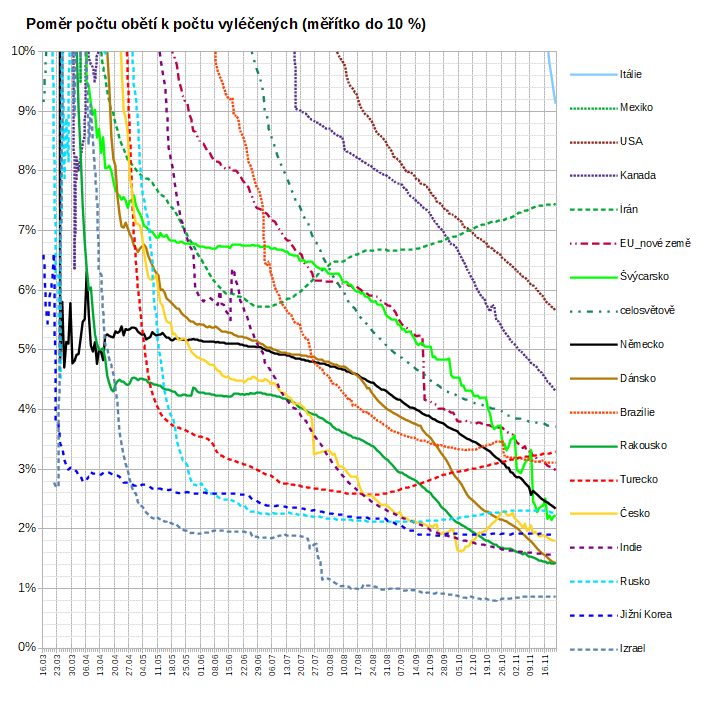 Poměr počtu obětí k počtu vyléčených (měřítko do 10 %)
10%
9%
8%
7%
6%
5%
4%
3%
2%
1%
0%
16.03
23.03
30.03
06.04
13.04
20.04
27.04
04.05
11.05
18.05
25.05
01.06
08.06
15.06
22.06
29.06
06.07
13.07
20.07
27.07
03.08
10.08
17.08
24.08
31.08
07.09
14.09
21.09
28.09
05.10
12.10
19.10
26.10
02.11
09.11
16.11
Itálie
Mexiko
USA
Kanada
Írán
EU_nové země
Švýcarsko
celosvětově
Německo
Dánsko
Brazílie
Rakousko
Turecko
Česko
Indie
Rusko
Jižní Korea
Izrael